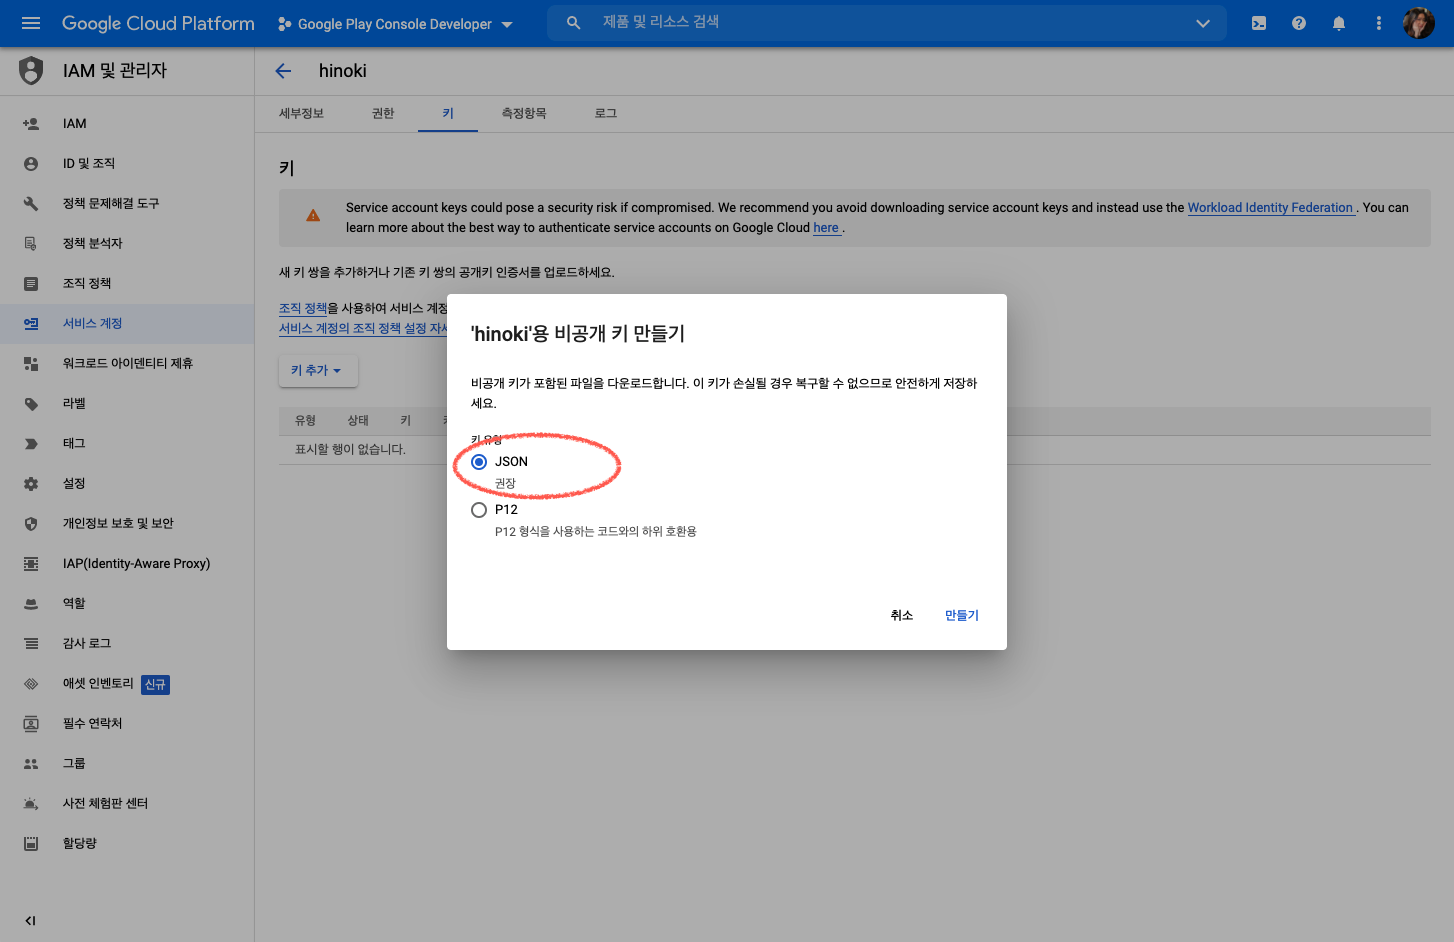 Google Cloud Platform
Google Play Console Developer
제품 및 리소스 검색
IAM 및 관리자
hinoki
세부정보 권한 키 측정항목 로그
IAM
ID 및 조직
정책 문제해결 도구
정책 분석자
조직 정책
서비스 계정
워크로드 아이덴티티 제휴
라벨
태그
설정
개인정보 보호 및 보안
IAP(Identity-Aware Proxy)
역할
감사 로그
애셋 인벤토리 신규
필수 연락처
그룹
사전 체험판 센터
할당량
키
Service account keys could pose a security risk if compromised. We recommend you avoid downloading service account keys and instead use the Workload Identity Federation . You can
learn more about the best way to authenticate service accounts on Google Cloud here .
새 키 쌍을 추가하거나 기존 키 쌍의 공개키 인증서를 업로드하세요.
조직 정책을 사용하여 서비스 계정
서비스 계정의 조직 정책 설정
키 추가
유형 상태 키
표시할 행이 없습니다.
'hinoki'용 비공개 키 만들기
비공개 키가 포함된 파일을 다운로드합니다. 이 키가 손실될 경우 복구할 수 없으므로 안전하게 저장하
세요.
키 유형
JSON
권장
P12
P12 형식을 사용하는 코드와의 하위 호환용
취소 만들기